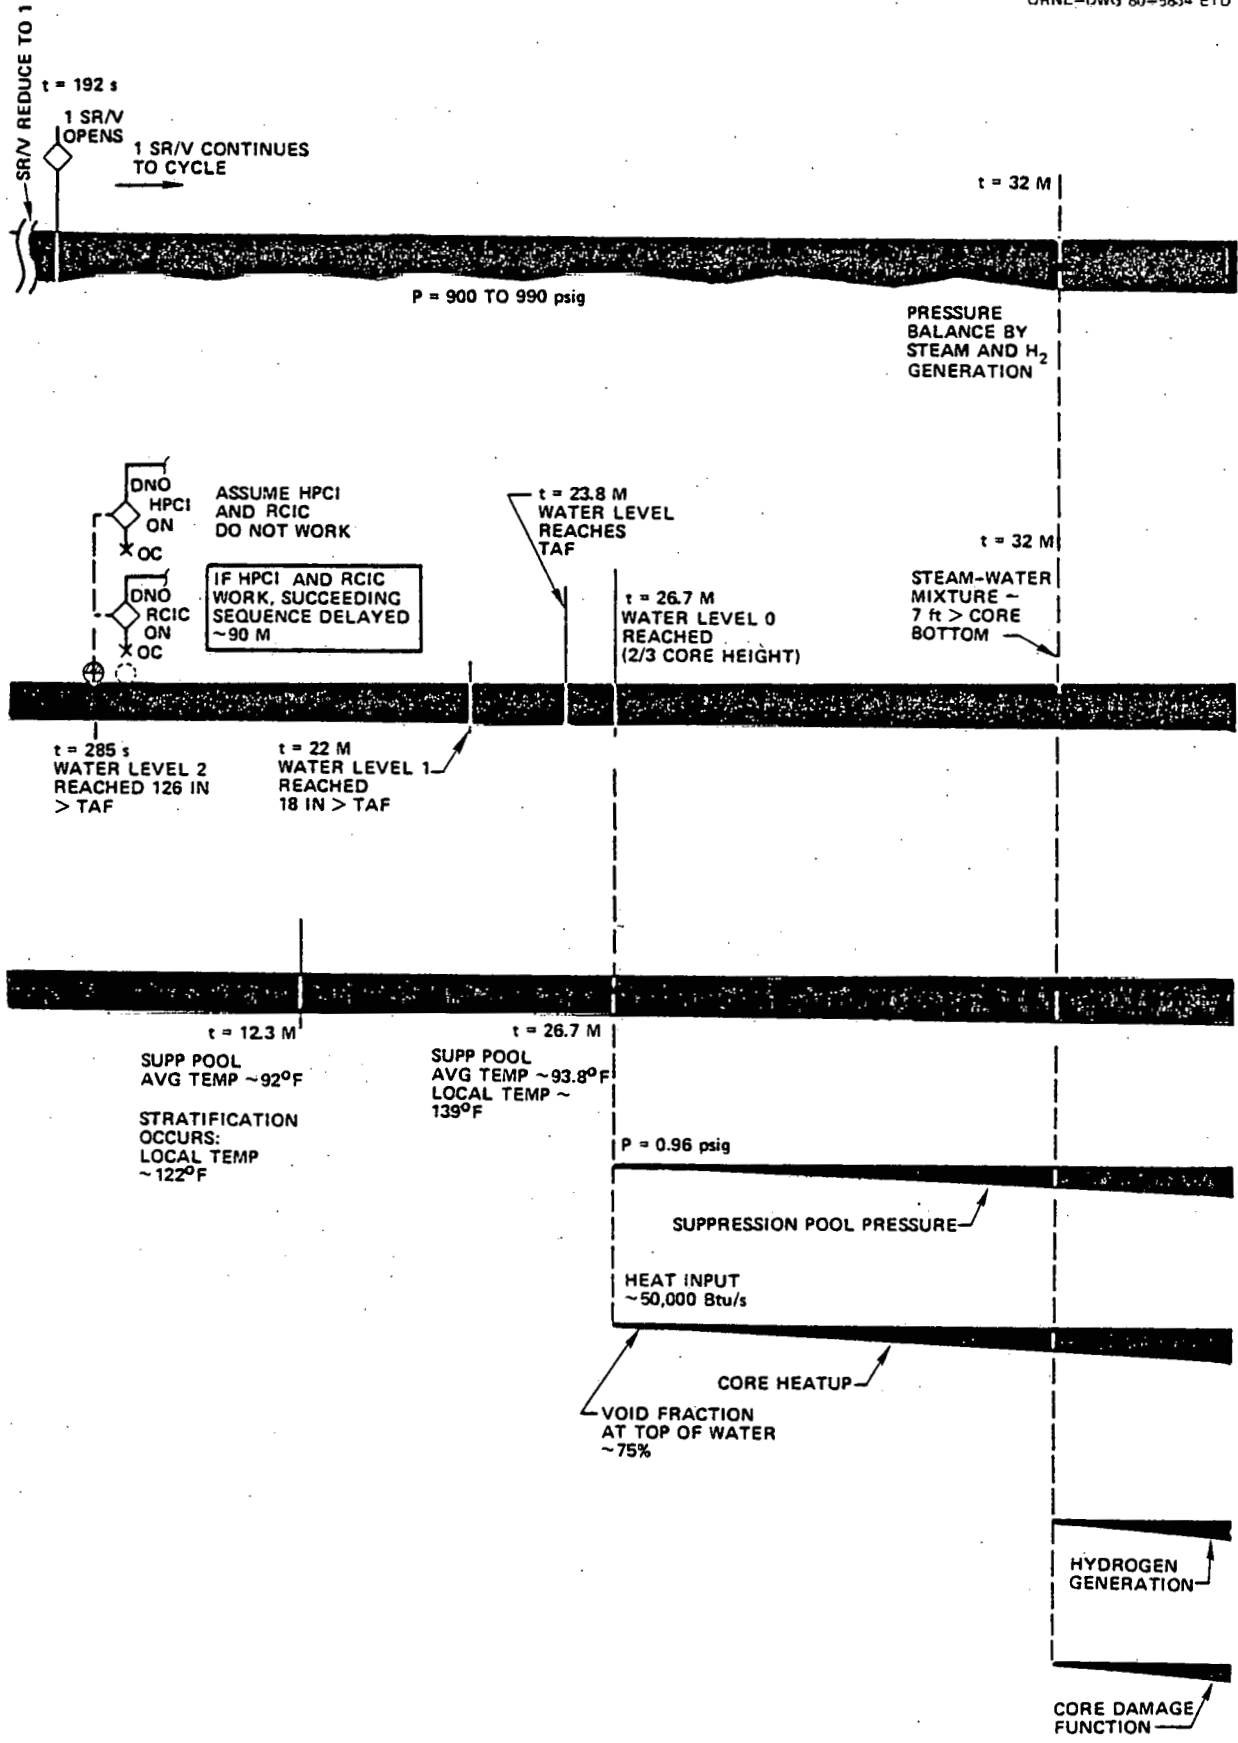 SR/V REDUCE TO 1
t = 192 s
1 SR/V
OPENS
1 SR/V CONTINUES
TO CYCLE
t = 32 M
P = 900 TO 990 psig
PRESSURE
BALANCE BY
STEAM AND H2
GENERATION
DNO
HPCI
ON
OC
ASSUME HPCI
AND RCIC
DO NOT WORK
DNO
RCIC
ON
OC
IF HPCI AND RCIC
WORK, SUCCEEDING
SEQUENCE DELAYED
~90 M
t = 23.8 M
WATER LEVEL
REACHES
TAF
t = 26.7 M
WATER LEVEL 0
REACHED
(2/3 CORE HEIGHT)
t = 32 M
STEAM-WATER
MIXTURE ~
7 ft > CORE
BOTTOM
t = 285 s
WATER LEVEL 2
REACHED 126 IN
> TAF
t = 22 M
WATER LEVEL 1
REACHED
18 IN > TAF
t = 12.3 M
SUPP POOL
AVG TEMP ~92°F
STRATIFICATION
OCCURS:
LOCAL TEMP
~122°F
t = 26.7 M
SUPP POOL
AVG TEMP ~93.8°F
LOCAL TEMP ~
139°F
P = 0.96 psig
SUPPRESSION POOL PRESSURE
HEAT INPUT
~50,000 Btu/s
CORE HEATUP
VOID FRACTION
AT TOP OF WATER
~75%
HYDROGEN
GENERATION
CORE DAMAGE
FUNCTION